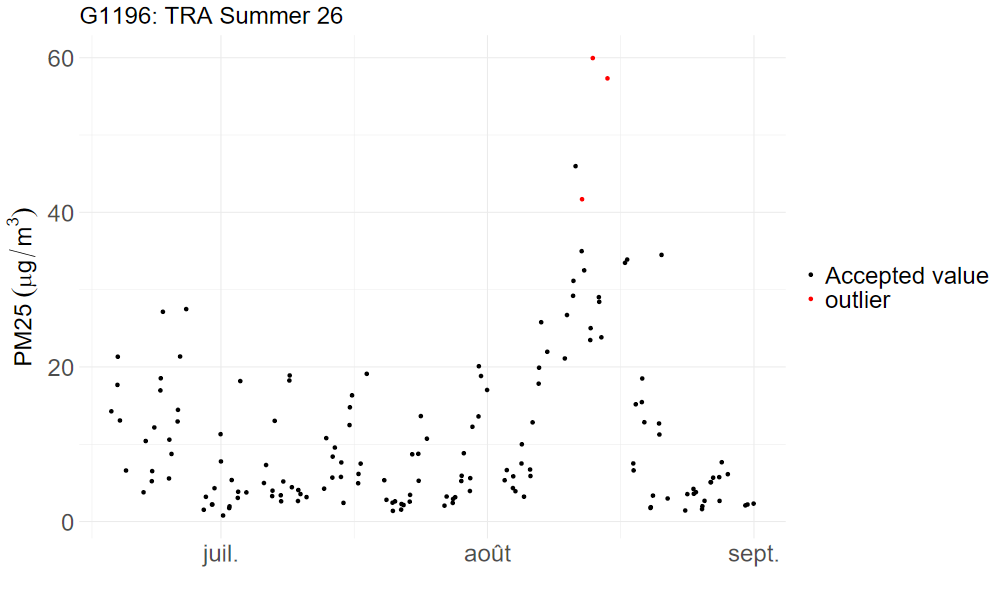 G1196: TRA Summer 26
60
40
20
0
PM25 (μg/m³)
juil.
août
sept.
Accepted value
outlier